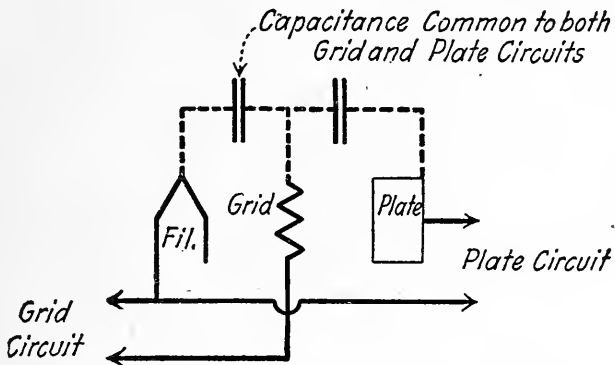 Capacitance Common to both
Grid and Plate Circuits
Grid
Plate
Fil.
Plate Circuit
Grid
Circuit